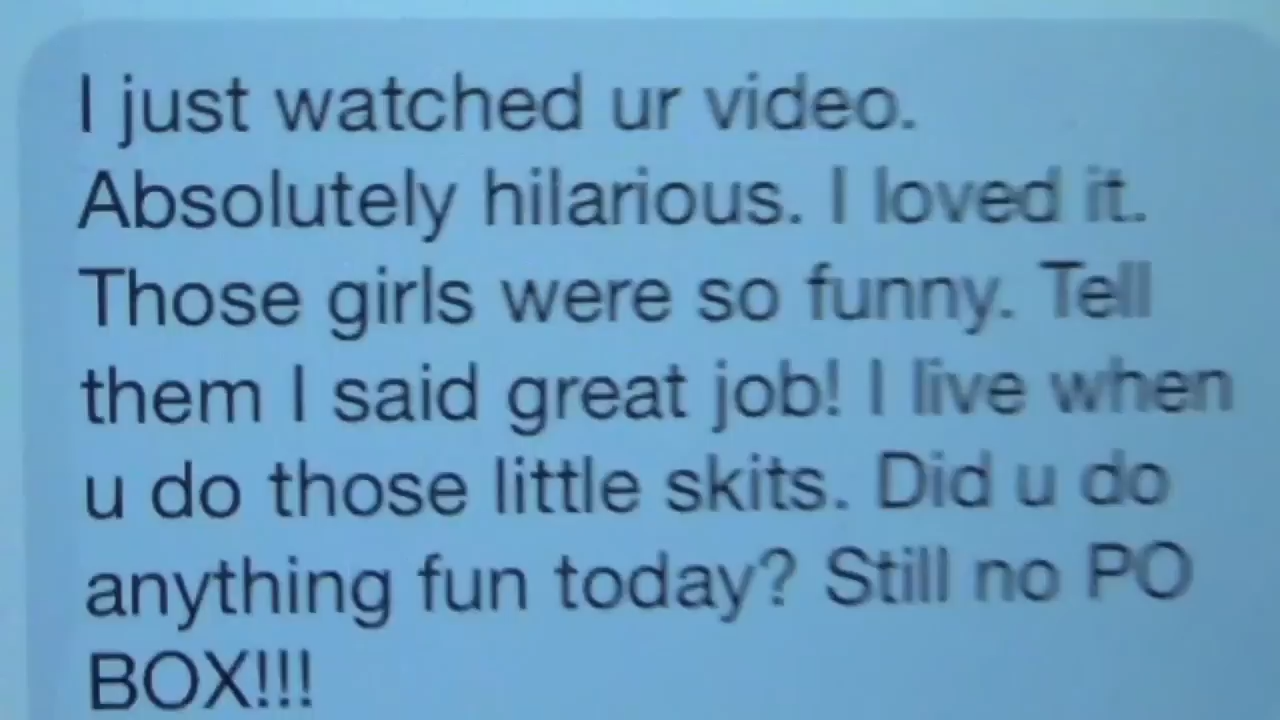 I just watched ur video.
Absolutely hilarious. I loved it.
Those girls were so funny. Tell
them I said great job! I live when
u do those little skits. Did u do
anything fun today? Still no PO
BOX!!!